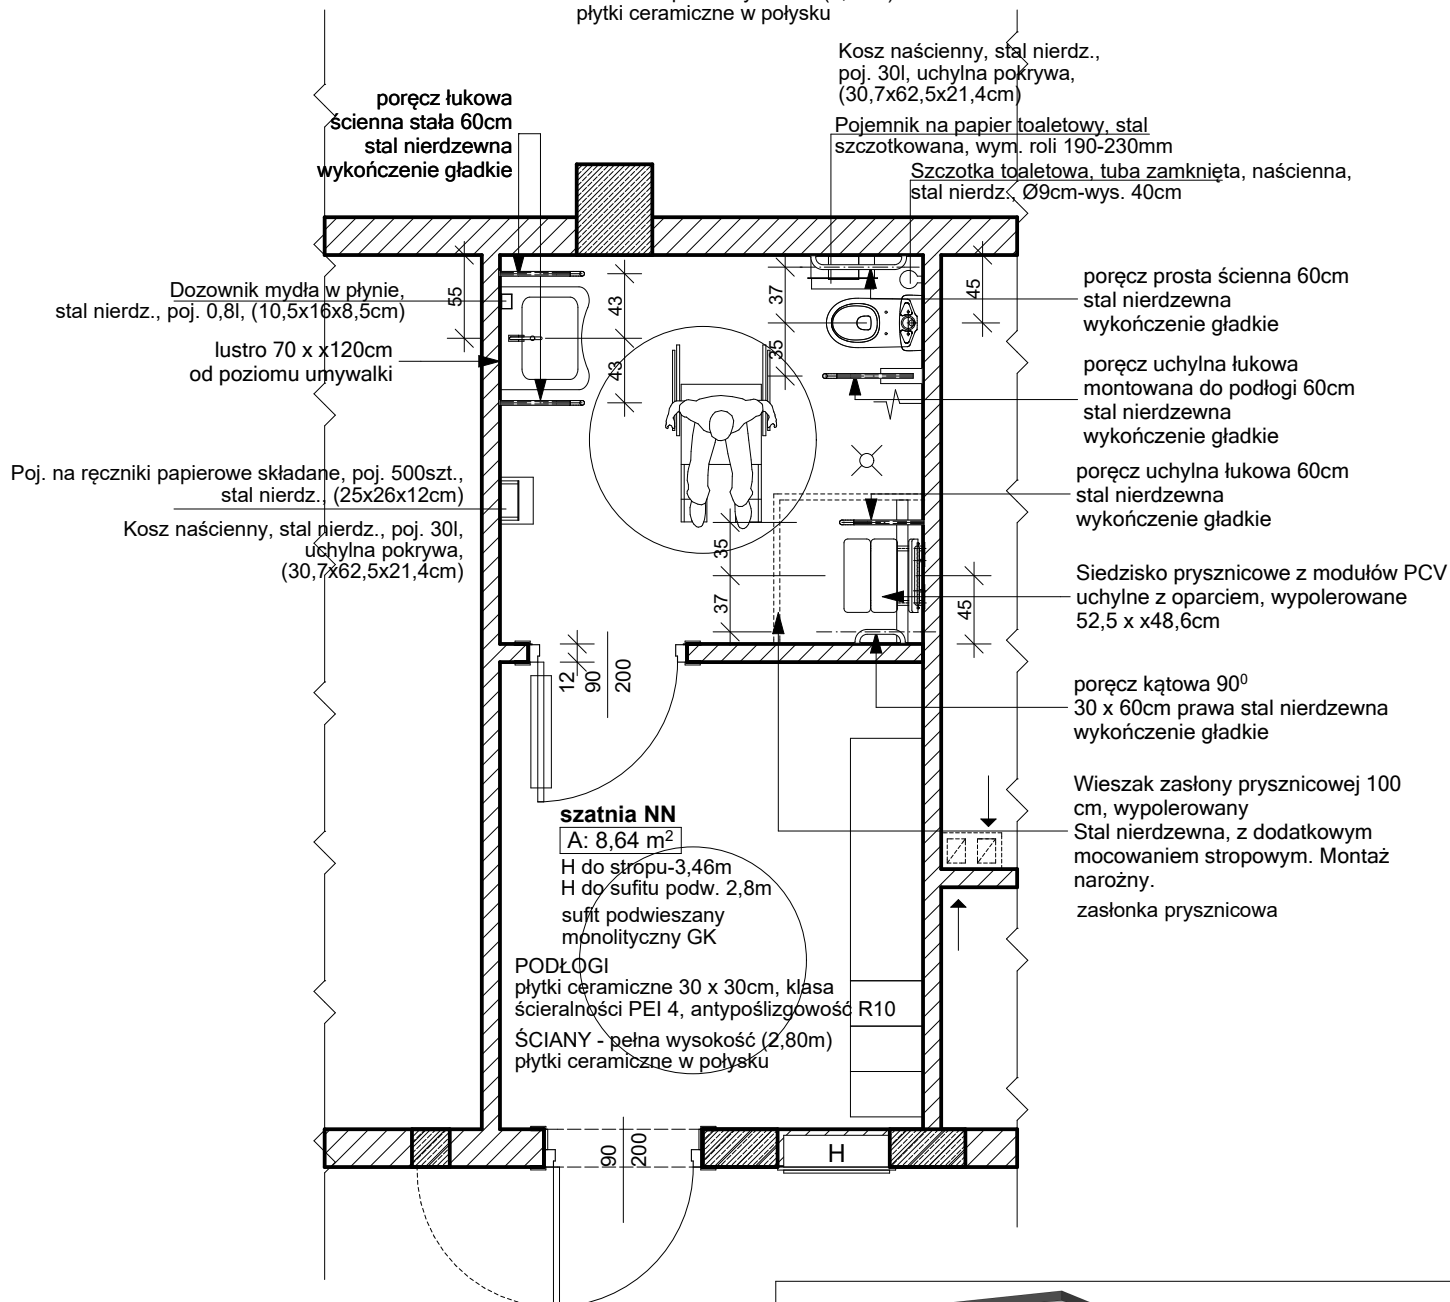 płytki ceramiczne w połysku
Kosz naścienny, stal nierdz.,
poj. 30l, uchylna pokrywa,
(30,7x62,5x21,4cm)
poręcz łukowa
ścienna stała 60cm
stal nierdzewna
wykończenie gładkie
Pojemnik na papier toaletowy, stal
szczotkowana, wym. roli 190-230mm
Szczotka toaletowa, tuba zamknięta, naścienna,
stal nierdz., Ø9cm-wys. 40cm
Dozownik mydła w płynie,
stal nierdz., poj. 0,8l, (10,5x16x8,5cm)
lustro 70 x x120cm
od poziomu umywalki
55
43
43
37
35
45
poręcz prosta ścienna 60cm
stal nierdzewna
wykończenie gładkie
poręcz uchylna łukowa
montowana do podłogi 60cm
stal nierdzewna
wykończenie gładkie
Poj. na ręczniki papierowe składane, poj. 500szt.,
stal nierdz., (25x26x12cm)
Kosz naścienny, stal nierdz., poj. 30l,
uchylna pokrywa,
(30,7x62,5x21,4cm)
poręcz uchylna łukowa 60cm
stal nierdzewna
wykończenie gładkie
35
37
45
Siedzisko prysznicowe z modułów PCV
uchylne z oparciem, wypolerowane
52,5 x x48,6cm
12
90
200
poręcz kątowa 90⁰
30 x 60cm prawa stal nierdzewna
wykończenie gładkie
Wieszak zasłony prysznicowej 100
cm, wypolerowany
Stal nierdzewna, z dodatkowym
mocowaniem stropowym. Montaż
narożny.
zasłonka prysznicowa
szatnia NN
A: 8,64 m²
H do stropu-3,46m
H do sufitu podw. 2,8m
sufit podwieszany
monolityczny GK
PODŁOGI
płytki ceramiczne 30 x 30cm, klasa
ścieralności PEI 4, antypoślizgowość R10
ŚCIANY - pełna wysokość (2,80m)
płytki ceramiczne w połysku
90
200
H